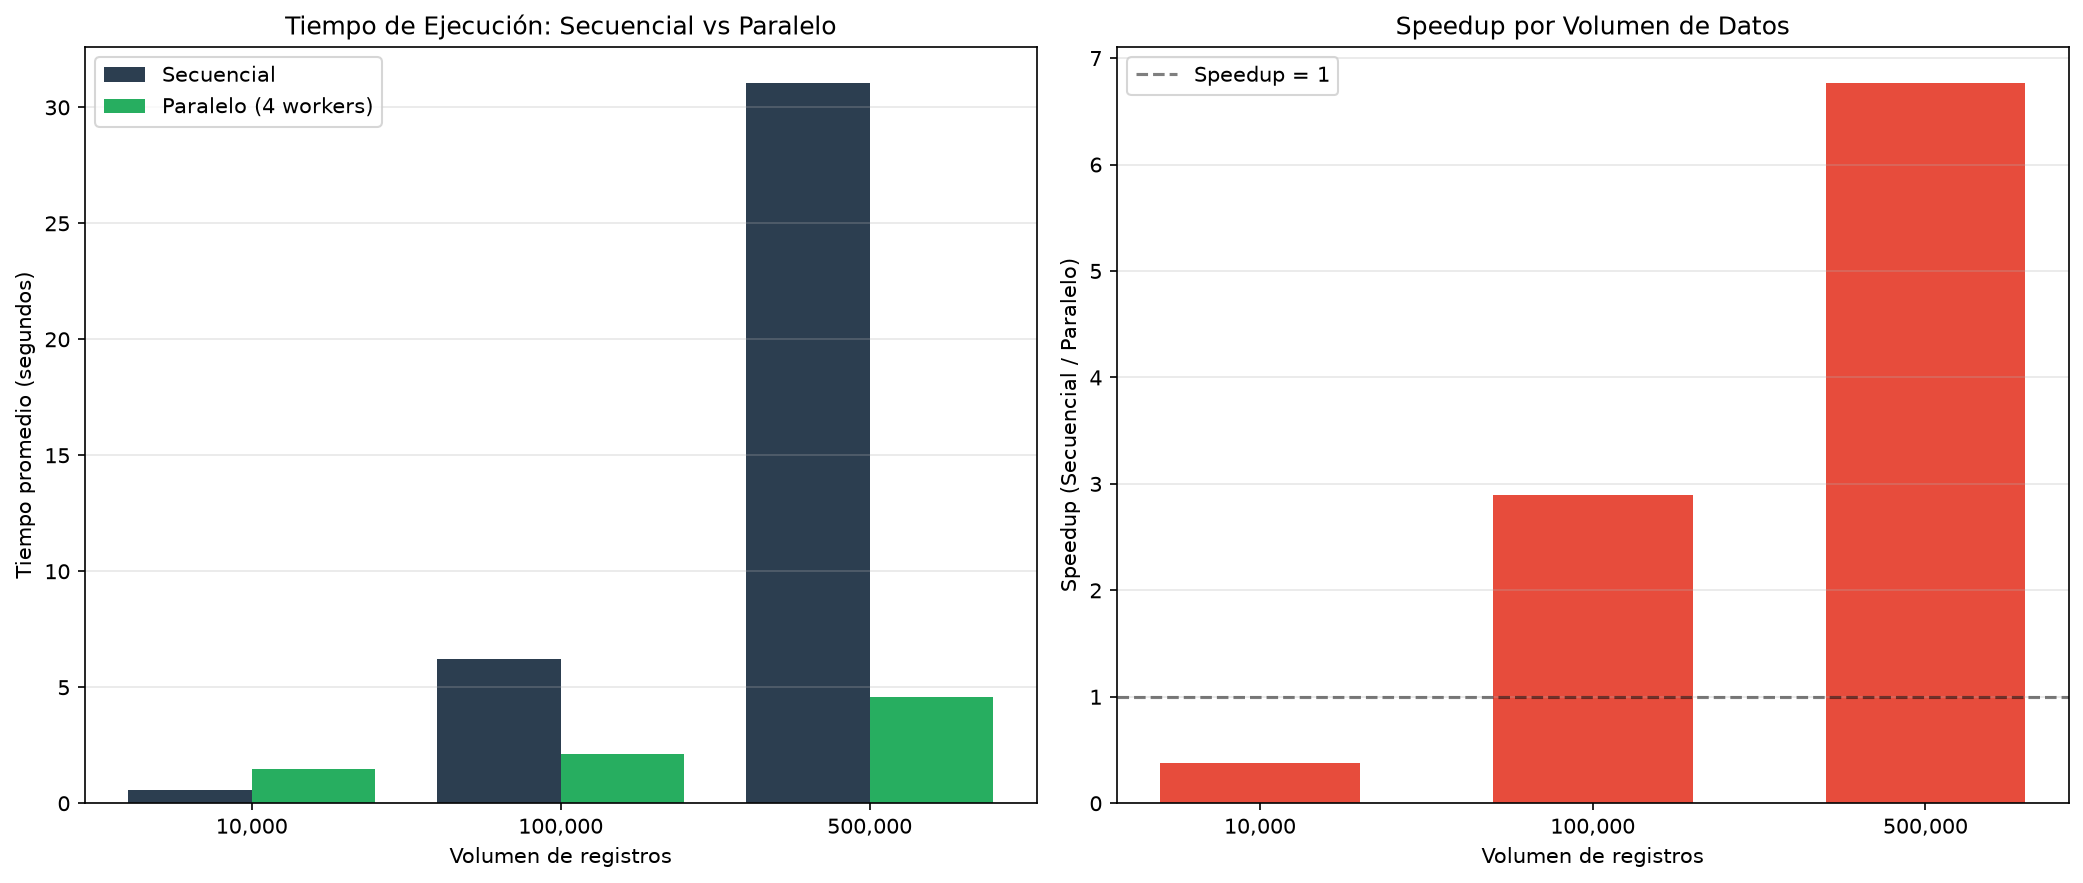 Tiempo de Ejecución: Secuencial vs Paralelo
Secuencial
Paralelo (4 workers)
Tiempo promedio (segundos)
30
25
20
15
10
5
0
10,000 100,000 500,000
Volumen de registros
Speedup por Volumen de Datos
Speedup = 1
Speedup (Secuencial / Paralelo)
7
6
5
4
3
2
1
0
10,000 100,000 500,000
Volumen de registros